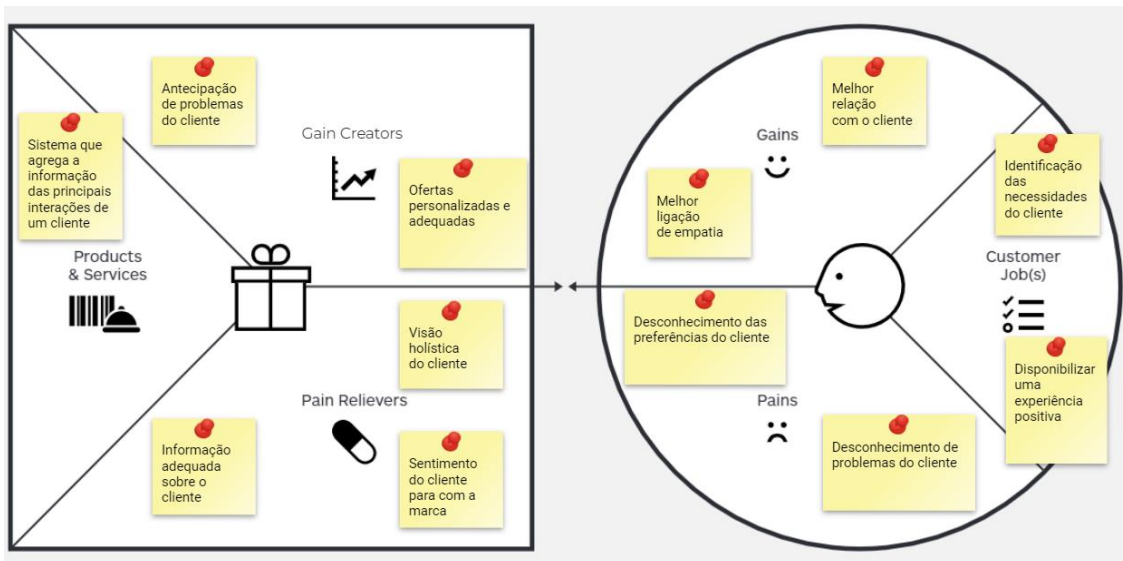 Antecipação
de problemas
do cliente
Sistema que
agrega a
informação
das principais
interações de
um cliente
Gain Creators
Ofertas
personalizadas e
adequadas
Products
& Services
Visão
holística
do cliente
Pain Relievers
Informação
adequada
sobre o
cliente
Sentimento
do cliente
para com a
marca
Melhor
relação
com o cliente
Gains
Melhor
ligação
de empatia
Identificação
das
necessidades
do cliente
Customer
Job(s)
Desconhecimento das
preferências do cliente
Disponibilizar
uma
experiência
positiva
Pains
Desconhecimento de
problemas do cliente